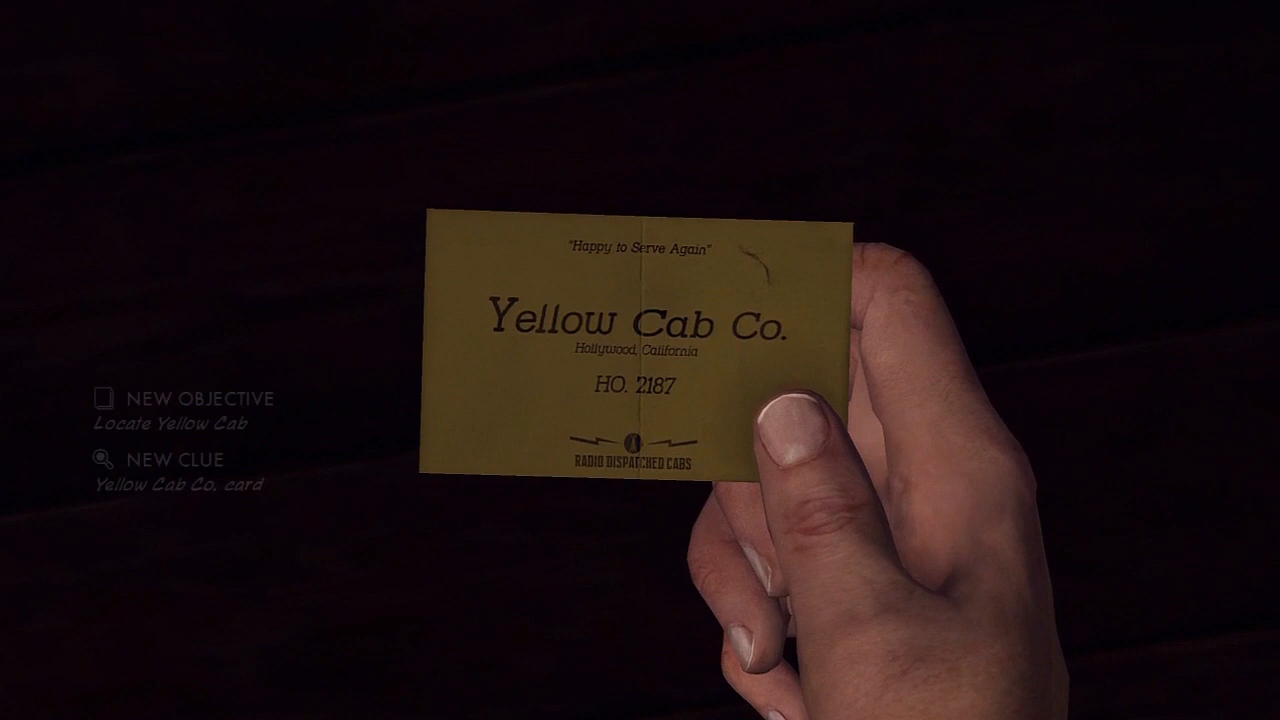 "Happy to Serve Again"
Yellow Cab Co.
Hollywood, California
HO. 2187
RADIO DISPATCHED CABS
NEW OBJECTIVE
Locate Yellow Cab
NEW CLUE
Yellow Cab Co. card